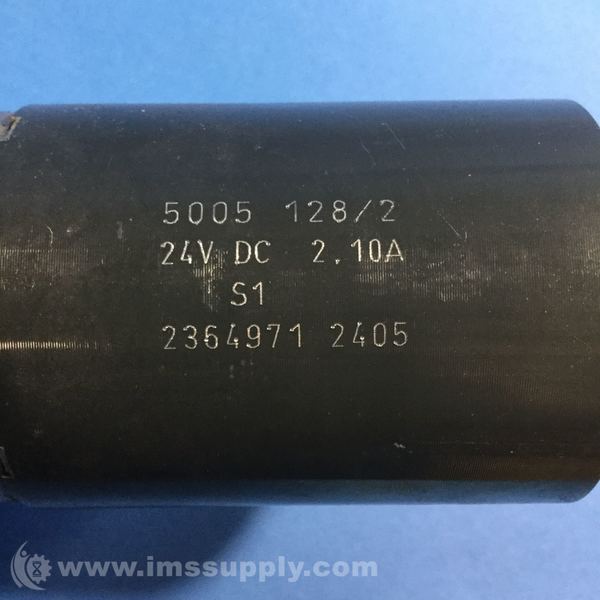 5005 128/2
24V DC 2.10A
S1
2364971 2405
www.imssupply.com